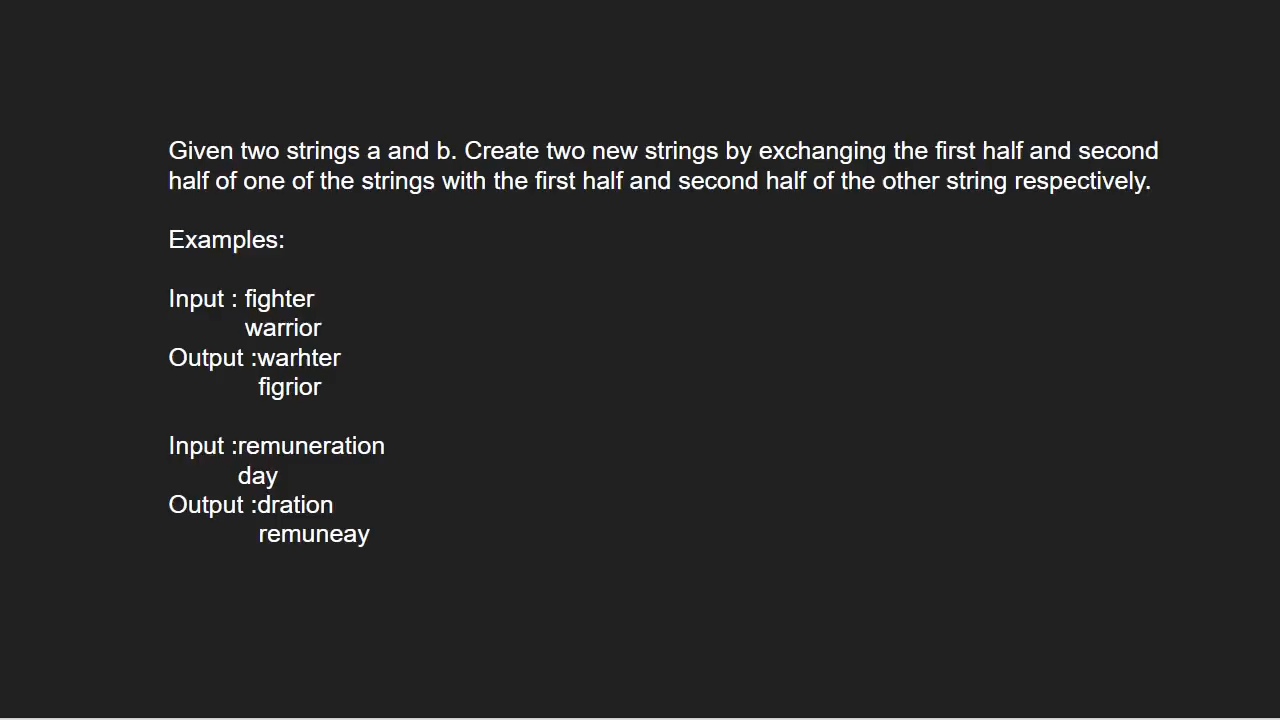 Given two strings a and b. Create two new strings by exchanging the first half and second
half of one of the strings with the first half and second half of the other string respectively.
Examples:
Input : fighter
warrior
Output :warhter
figrior
Input :remuneration
day
Output :dration
remuneay